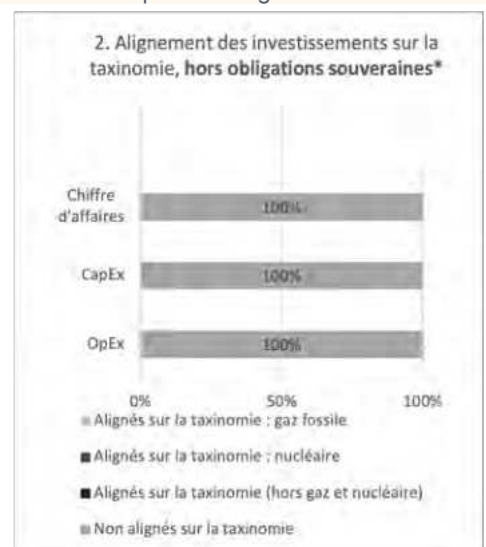 2. Alignement des investissements sur la
taxinomie, hors obligations souveraines*
Chiffre
d'affaires
100%
CapEx
100%
OpEx
100%
0% 50% 100%
Alignés sur la taxinomie : gaz fossile
Alignés sur la taxinomie : nucléaire
Alignés sur la taxinomie (hors gaz et nucléaire)
Non alignés sur la taxinomie